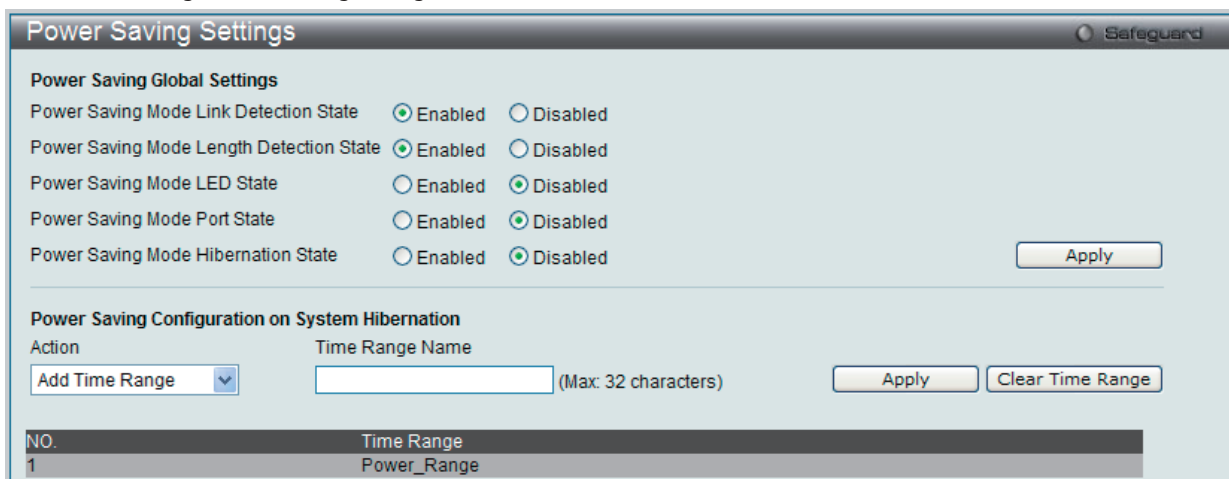 Power Saving Settings Safeguard
Power Saving Global Settings
Power Saving Mode Link Detection State Enabled Disabled
Power Saving Mode Length Detection State Enabled Disabled
Power Saving Mode LED State Enabled Disabled
Power Saving Mode Port State Enabled Disabled
Power Saving Mode Hibernation State Enabled Disabled Apply
Power Saving Configuration on System Hibernation
Action Time Range Name
Add Time Range (Max: 32 characters) Apply Clear Time Range
NO. Time Range
1 Power_Range